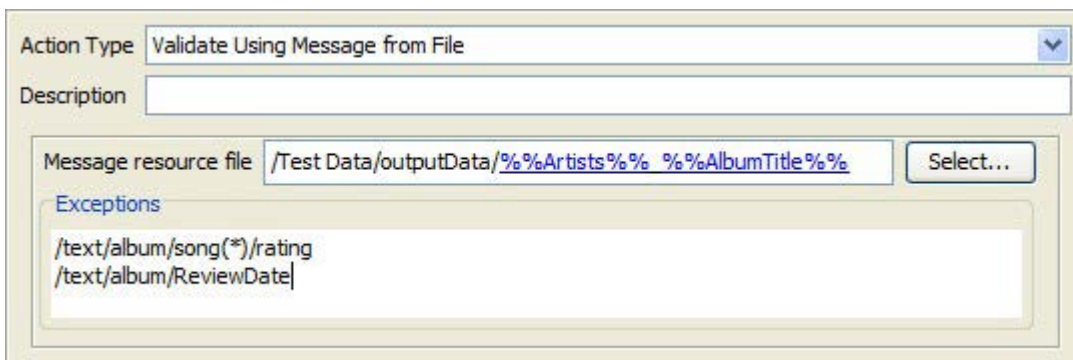 Action Type Validate Using Message from File
Description
Message resource file /Test Data/outputData/%%Artists%%_%%AlbumTitle%% Select...
Exceptions
/text/album/song(*)/rating
/text/album/ReviewDate